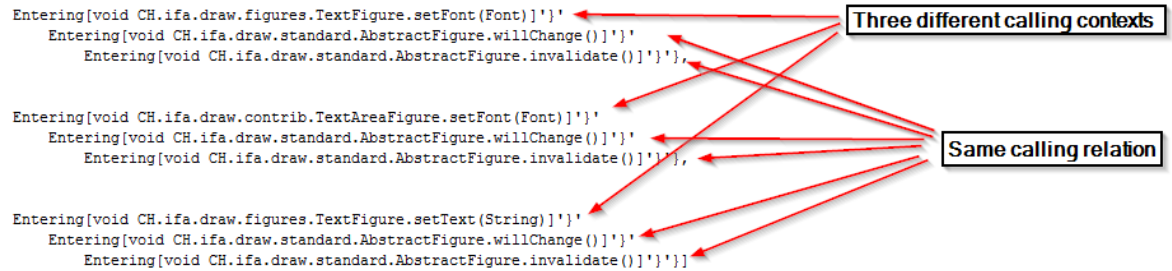 Entering[void CH.ifa.draw.figures.TextFigure.setFont(Font)]'}'
Three different calling contexts
Entering[void CH.ifa.draw.standard.AbstractFigure.willChange()]'}'
Entering[void CH.ifa.draw.standard.AbstractFigure.invalidate()]'}'},
Entering[void CH.ifa.draw.contrib.TextAreaFigure.setFont(Font)]'}'
Entering[void CH.ifa.draw.standard.AbstractFigure.willChange()]'}'
Same calling relation
Entering[void CH.ifa.draw.standard.AbstractFigure.invalidate()]'}'},
Entering[void CH.ifa.draw.figures.TextFigure.setText(String)]'}'
Entering[void CH.ifa.draw.standard.AbstractFigure.willChange()]'}'
Entering[void CH.ifa.draw.standard.AbstractFigure.invalidate()]'}'}]